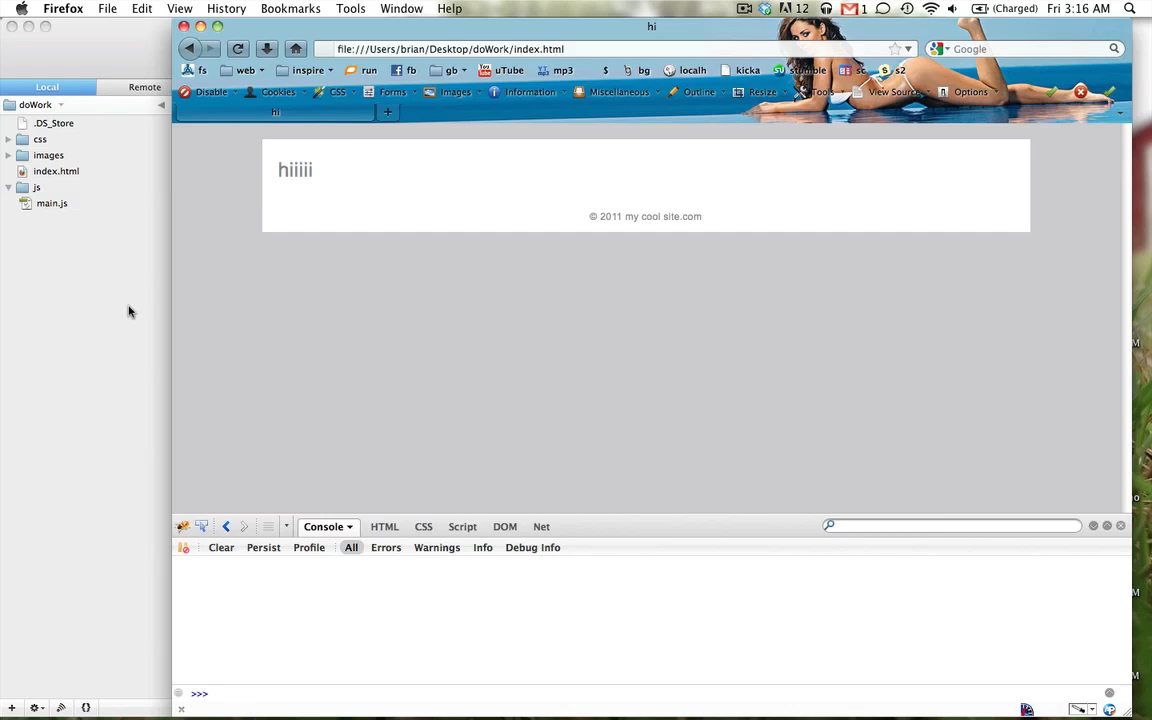 Firefox File Edit View History Bookmarks Tools Window Help 12 1 (Charged) Fri 3:16 AM
hi
file:///Users/brian/Desktop/doWork/index.html Google
fs web inspire run fb gb uTube mp3 $ bg localh kicka stumble sc s2
Disable Cookies CSS Forms Images Information Miscellaneous Outline Resize Tools View Source Options
hi
Local Remote
doWork
.DS_Store
css
images
index.html
js
main.js
hiiiii
© 2011 my cool site.com
Console HTML CSS Script DOM Net
Clear Persist Profile All Errors Warnings Info Debug Info
>>>